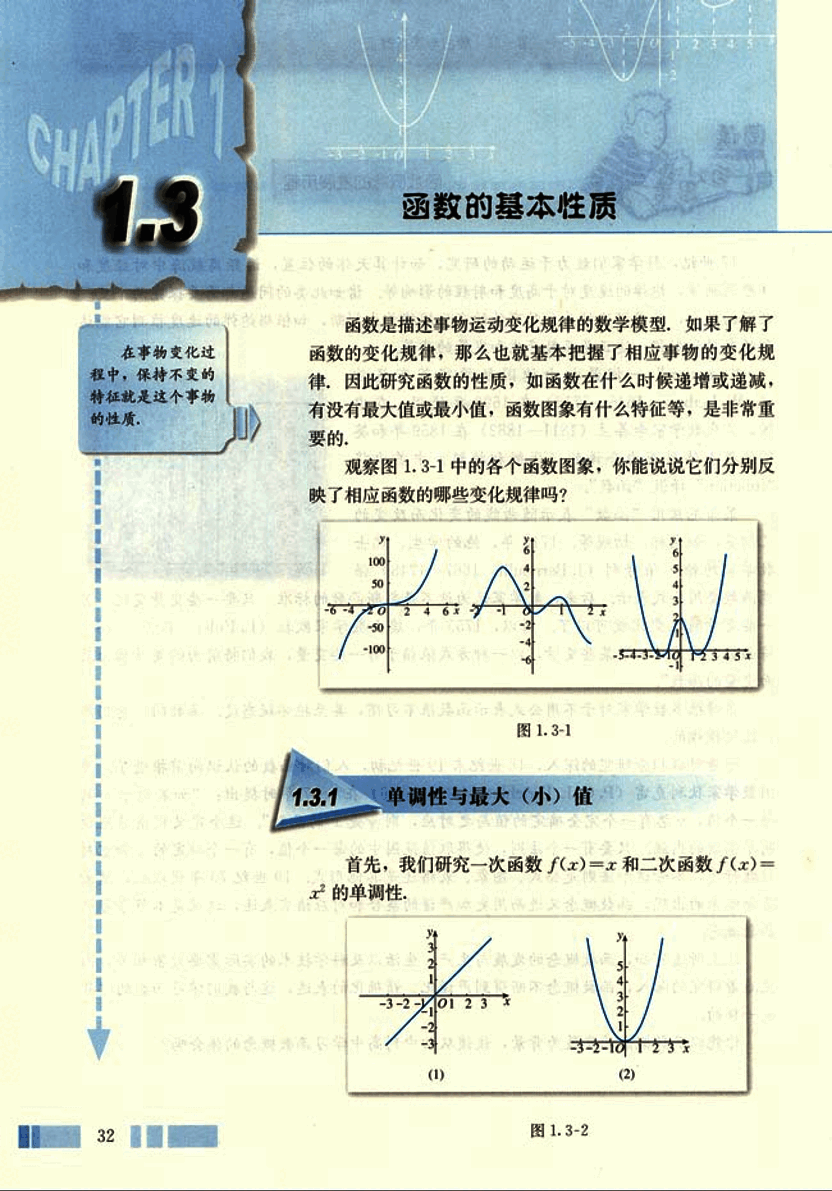 CHAPTER 1
1.3
函数的基本性质
函数是描述事物运动变化规律的数学模型. 如果了解了
函数的变化规律，那么也就基本把握了相应事物的变化规
律. 因此研究函数的性质，如函数在什么时候递增或递减，
有没有最大值或最小值，函数图象有什么特征等，是非常重
要的.
在事物变化过
程中，保持不变的
特征就是这个事物
的性质.
观察图 1.3-1 中的各个函数图象，你能说说它们分别反
映了相应函数的哪些变化规律吗?
图 1.3-1
1.3.1 单调性与最大（小）值
首先，我们研究一次函数 f(x)=x 和二次函数 f(x)=
x² 的单调性.
(1)
(2)
图 1.3-2
32